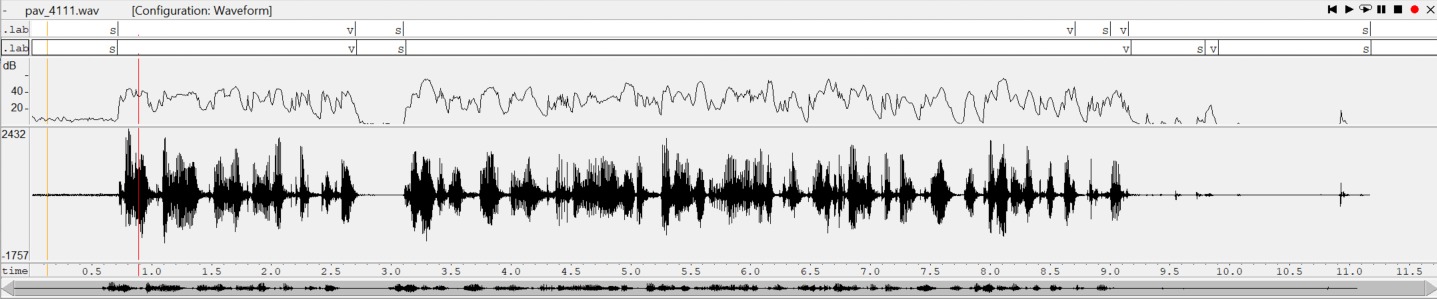 - pav_4111.wav [Configuration: Waveform]
.lab s v s v s v s
.lab s v s v s v s
dB
40
20
2432
-1757
time 0.5 1.0 1.5 2.0 2.5 3.0 3.5 4.0 4.5 5.0 5.5 6.0 6.5 7.0 7.5 8.0 8.5 9.0 9.5 10.0 10.5 11.0 11.5